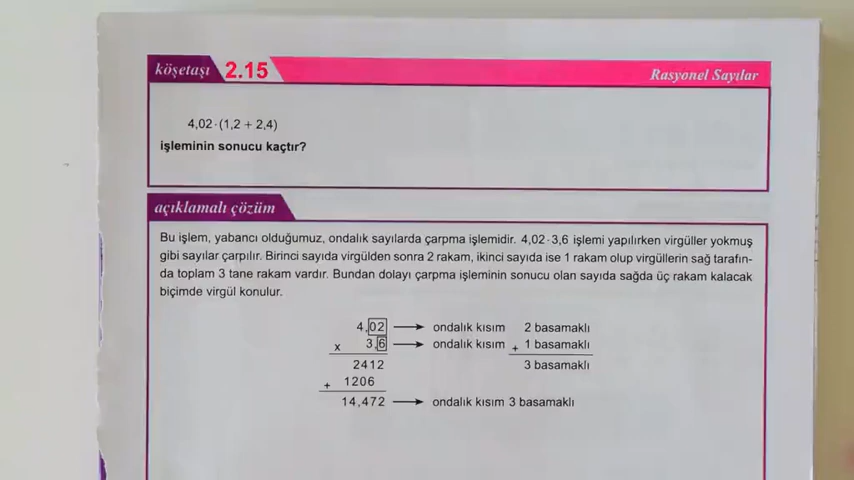 köşetaşı 2.15 Rasyonel Sayılar
4,02·(1,2 + 2,4)
işleminin sonucu kaçtır?
açıklamalı çözüm
Bu işlem, yabancı olduğumuz, ondalık sayılarda çarpma işlemidir. 4,02·3,6 işlemi yapılırken virgüller yokmuş
gibi sayılar çarpılır. Birinci sayıda virgülden sonra 2 rakam, ikinci sayıda ise 1 rakam olup virgüllerin sağ tarafın-
da toplam 3 tane rakam vardır. Bundan dolayı çarpma işleminin sonucu olan sayıda sağda üç rakam kalacak
biçimde virgül konulur.
4,02 → ondalık kısım 2 basamaklı
x 3,6 → ondalık kısım + 1 basamaklı
2412 3 basamaklı
+ 1206
14,472 → ondalık kısım 3 basamaklı